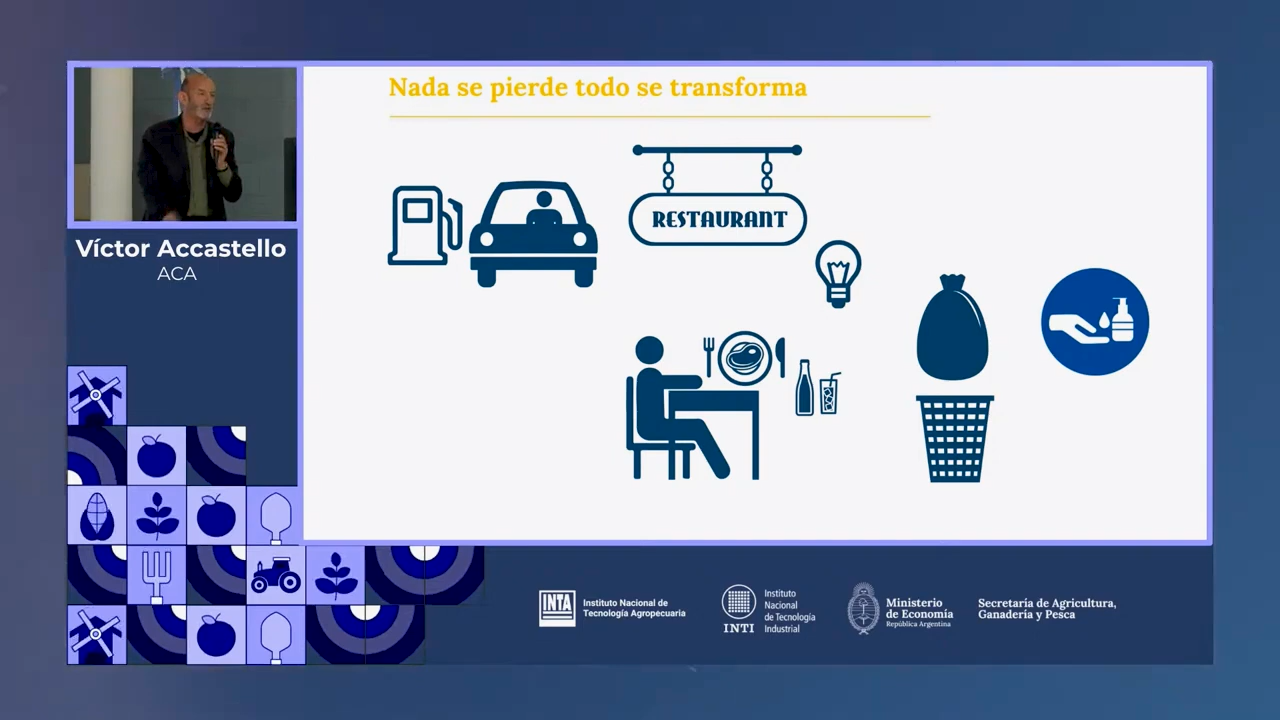 Nada se pierde todo se transforma
RESTAURANT
Víctor Accastello
ACA
INTA
Instituto Nacional de
Tecnología Agropecuaria
INTI
Instituto
Nacional
de Tecnología
Industrial
Ministerio
de Economía
República Argentina
Secretaría de Agricultura,
Ganadería y Pesca